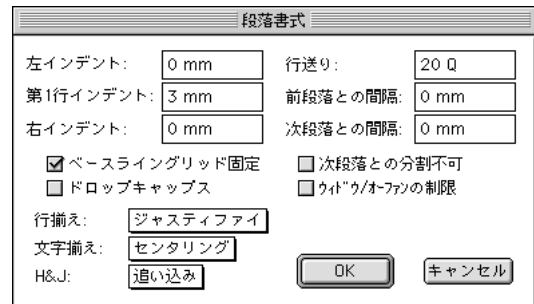 段落書式
左インデント: 0 mm 行送り: 20 Q
第1行インデント: 3 mm 前段落との間隔: 0 mm
右インデント: 0 mm 次段落との間隔: 0 mm
ベースライングリッド固定 次段落との分割不可
ドロップキャップス ウィドウ/オーファンの制限
行揃え: ジャスティファイ
文字揃え: センタリング
H&J: 追い込み OK キャンセル